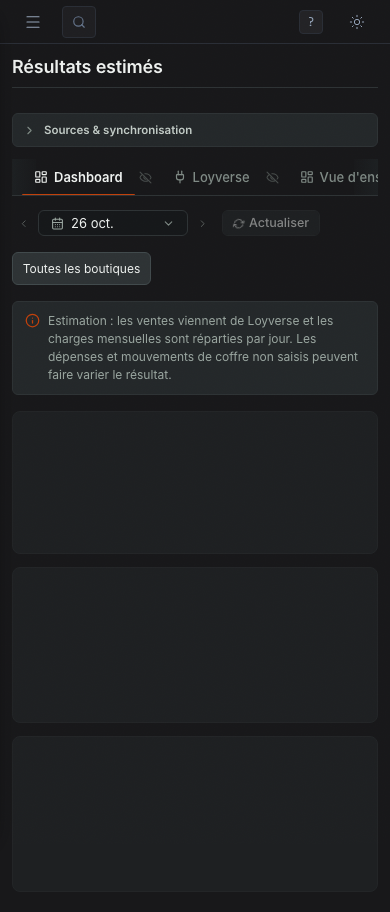 ?
Résultats estimés
Sources & synchronisation
Dashboard Loyverse Vue d'ens
26 oct. Actualiser
Toutes les boutiques
Estimation : les ventes viennent de Loyverse et les
charges mensuelles sont réparties par jour. Les
dépenses et mouvements de coffre non saisis peuvent
faire varier le résultat.